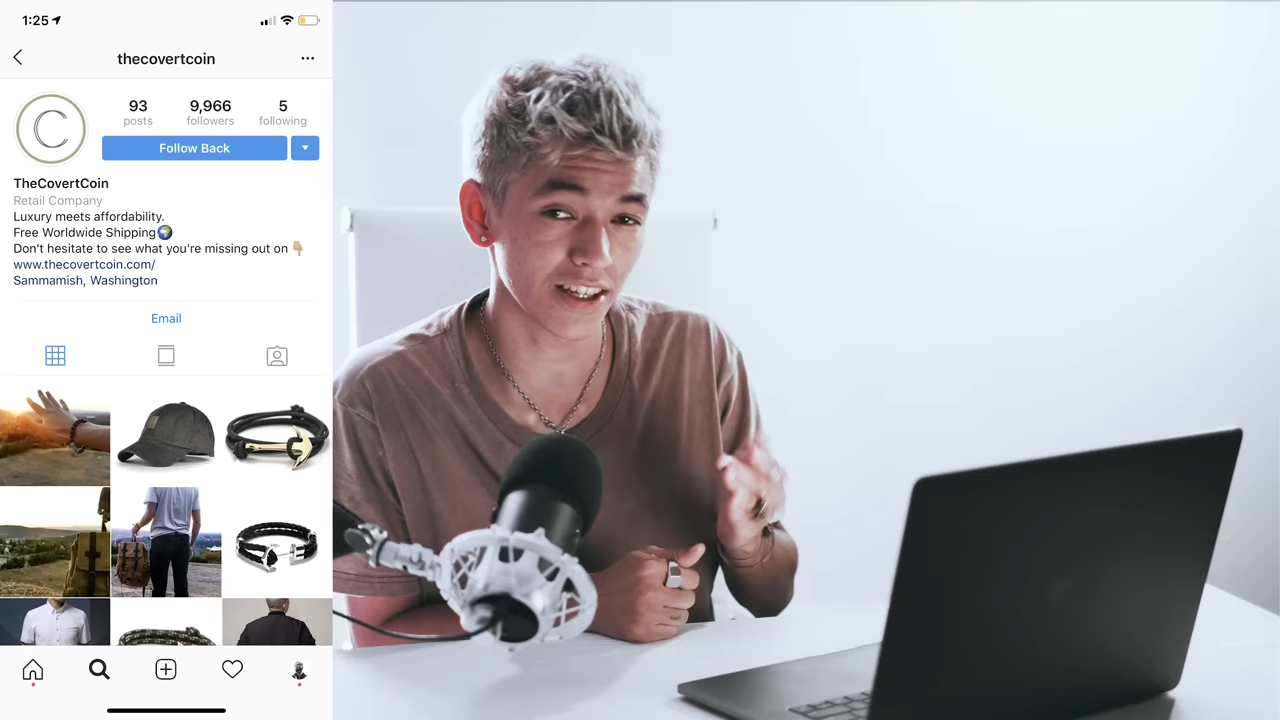 1:25
thecovertcoin
93 9,966 5
posts followers following
Follow Back
TheCovertCoin
Retail Company
Luxury meets affordability.
Free Worldwide Shipping🌍
Don't hesitate to see what you're missing out on 👇🏼
www.thecovertcoin.com/
Sammamish, Washington
Email